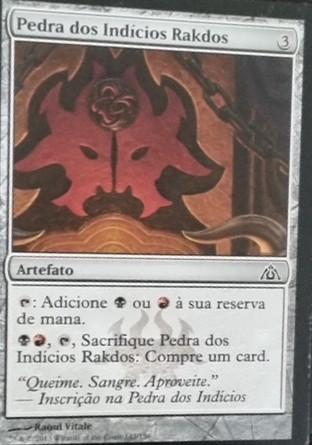 Pedra dos Indícios Rakdos 3
Artefato
: Adicione ou à sua reserva
de mana.
, , Sacrifique Pedra dos
Indícios Rakdos: Compre um card.
“Queime. Sangre. Aproveite.”
— Inscrição na Pedra dos Indícios
Raoul Vitale